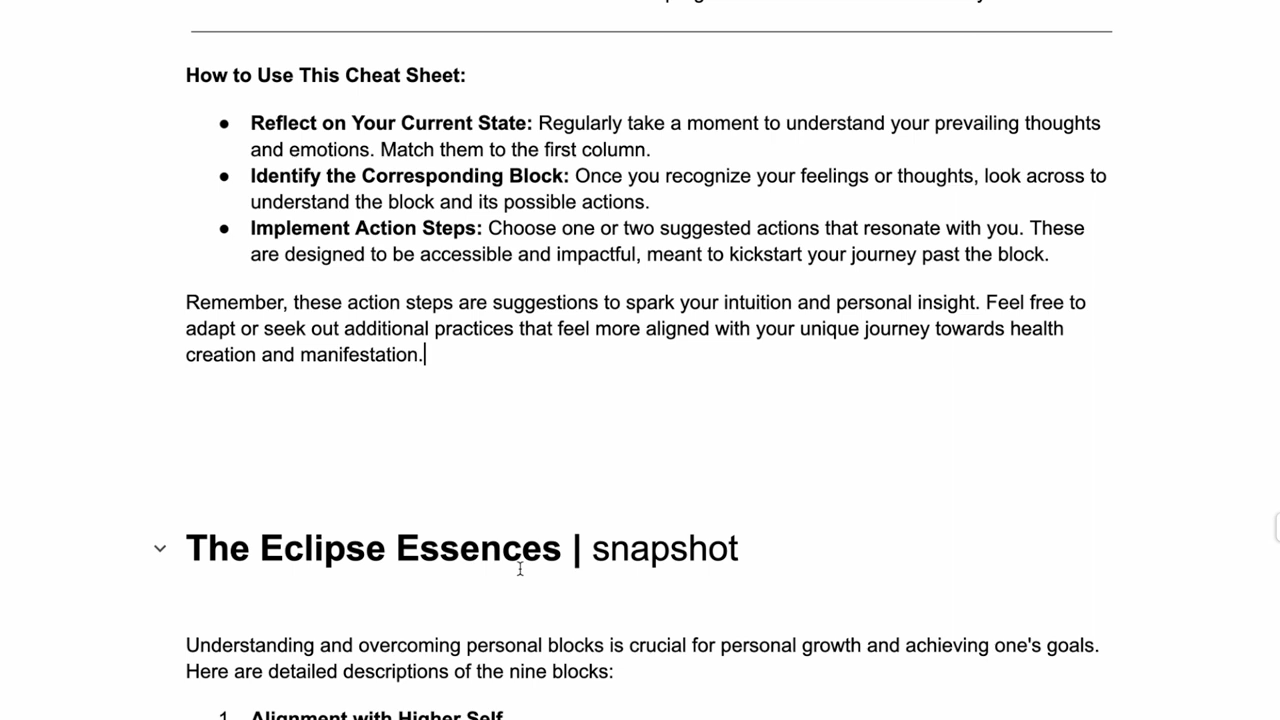 How to Use This Cheat Sheet:
● Reflect on Your Current State: Regularly take a moment to understand your prevailing thoughts
and emotions. Match them to the first column.
● Identify the Corresponding Block: Once you recognize your feelings or thoughts, look across to
understand the block and its possible actions.
● Implement Action Steps: Choose one or two suggested actions that resonate with you. These
are designed to be accessible and impactful, meant to kickstart your journey past the block.
Remember, these action steps are suggestions to spark your intuition and personal insight. Feel free to
adapt or seek out additional practices that feel more aligned with your unique journey towards health
creation and manifestation.
The Eclipse Essences | snapshot
Understanding and overcoming personal blocks is crucial for personal growth and achieving one's goals.
Here are detailed descriptions of the nine blocks:
1. Alignment with Higher Self